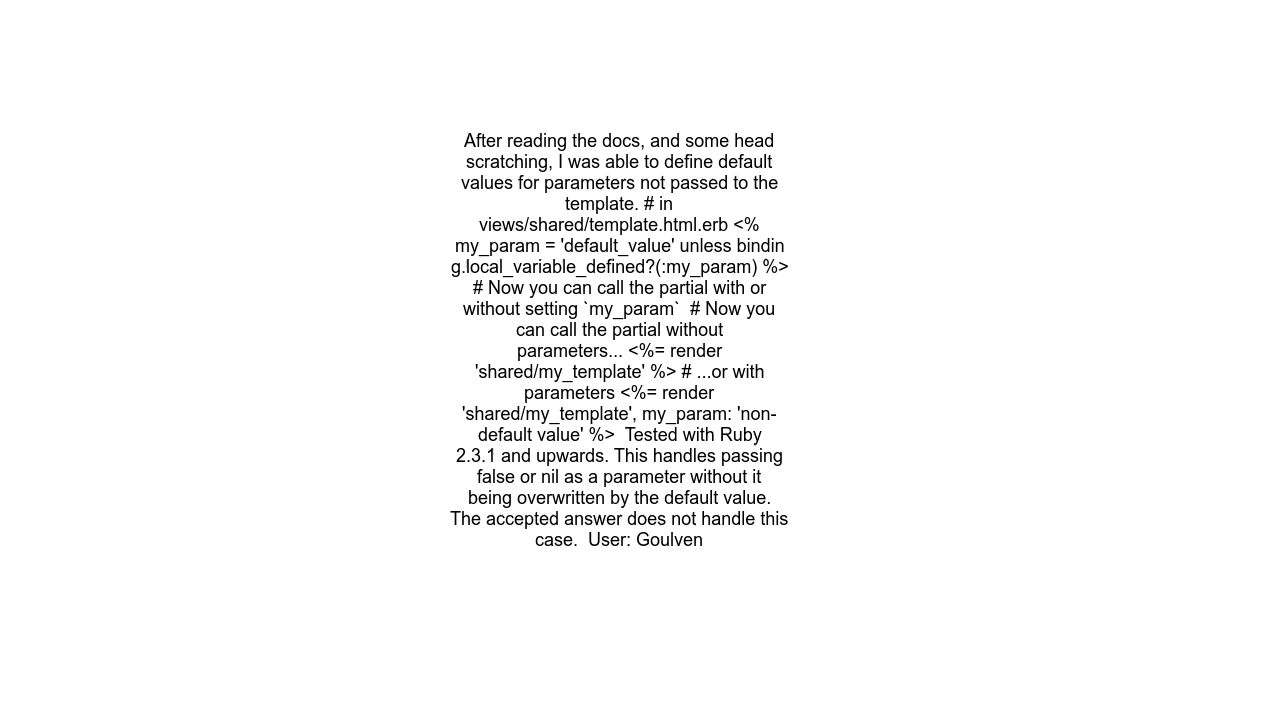 After reading the docs, and some head
scratching, I was able to define default
values for parameters not passed to the
template. # in
views/shared/template.html.erb <%
my_param = 'default_value' unless bindin
g.local_variable_defined?(:my_param) %>
# Now you can call the partial with or
without setting `my_param`  # Now you
can call the partial without
parameters... <%= render
'shared/my_template' %> # ...or with
parameters <%= render
'shared/my_template', my_param: 'non-
default value' %>  Tested with Ruby
2.3.1 and upwards. This handles passing
false or nil as a parameter without it
being overwritten by the default value.
The accepted answer does not handle this
case.  User: Goulven